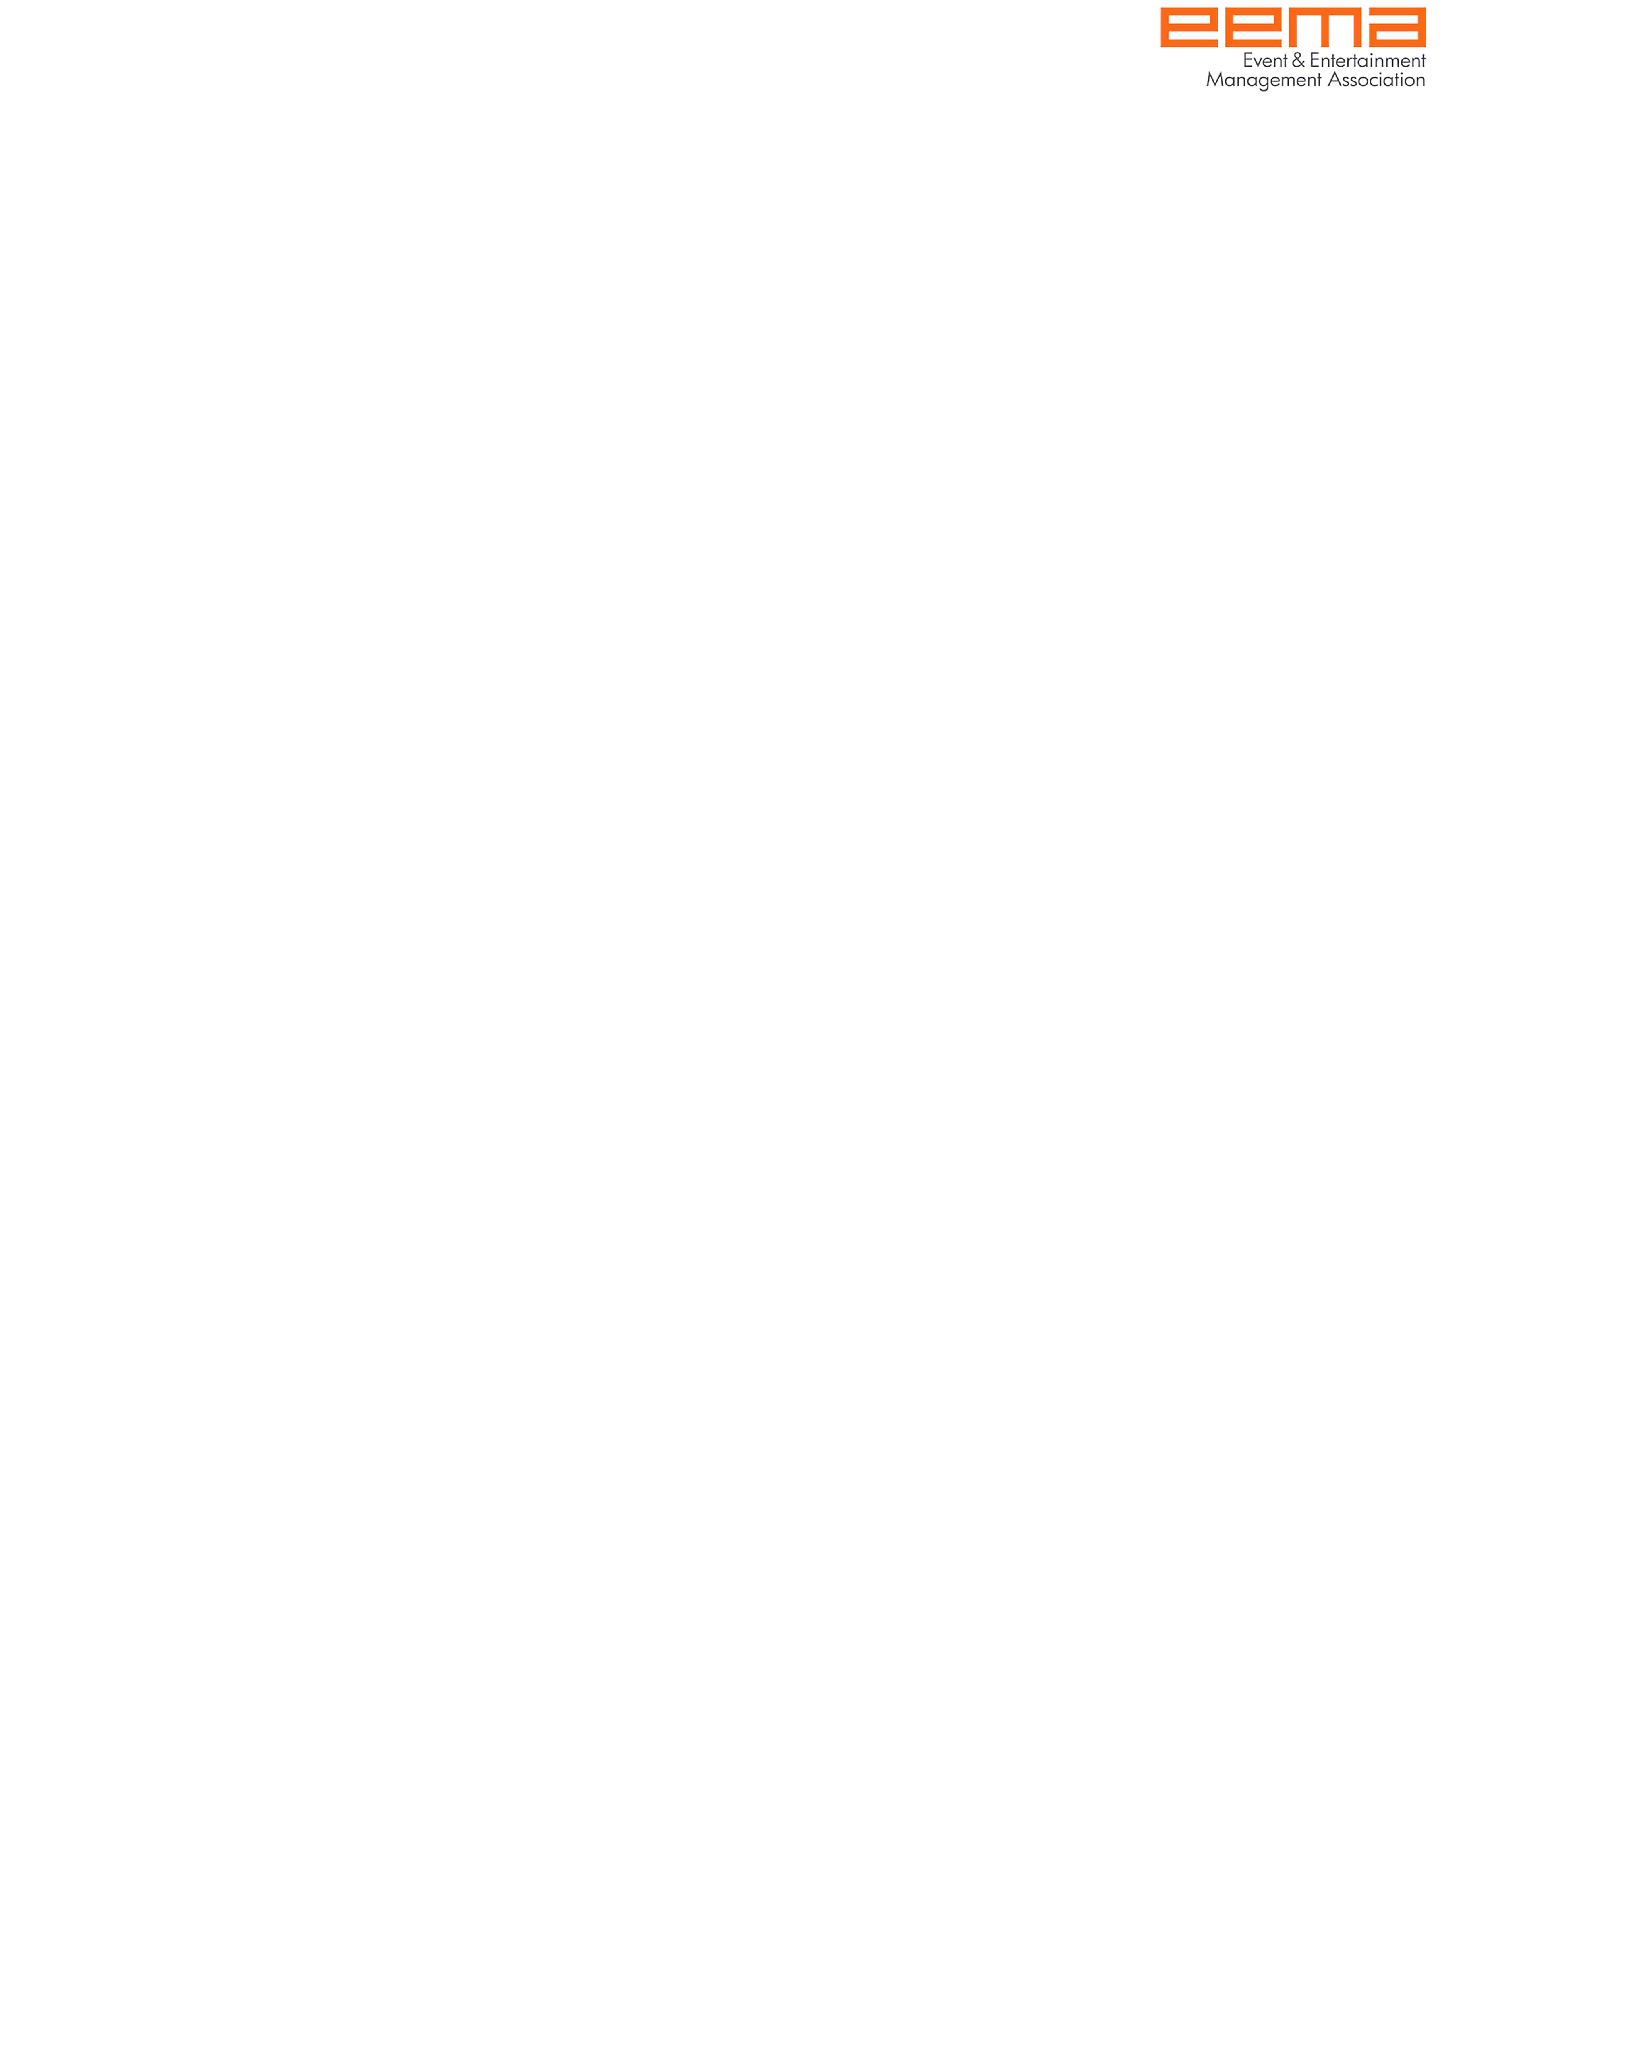 eema
Event & Entertainment
Management Association